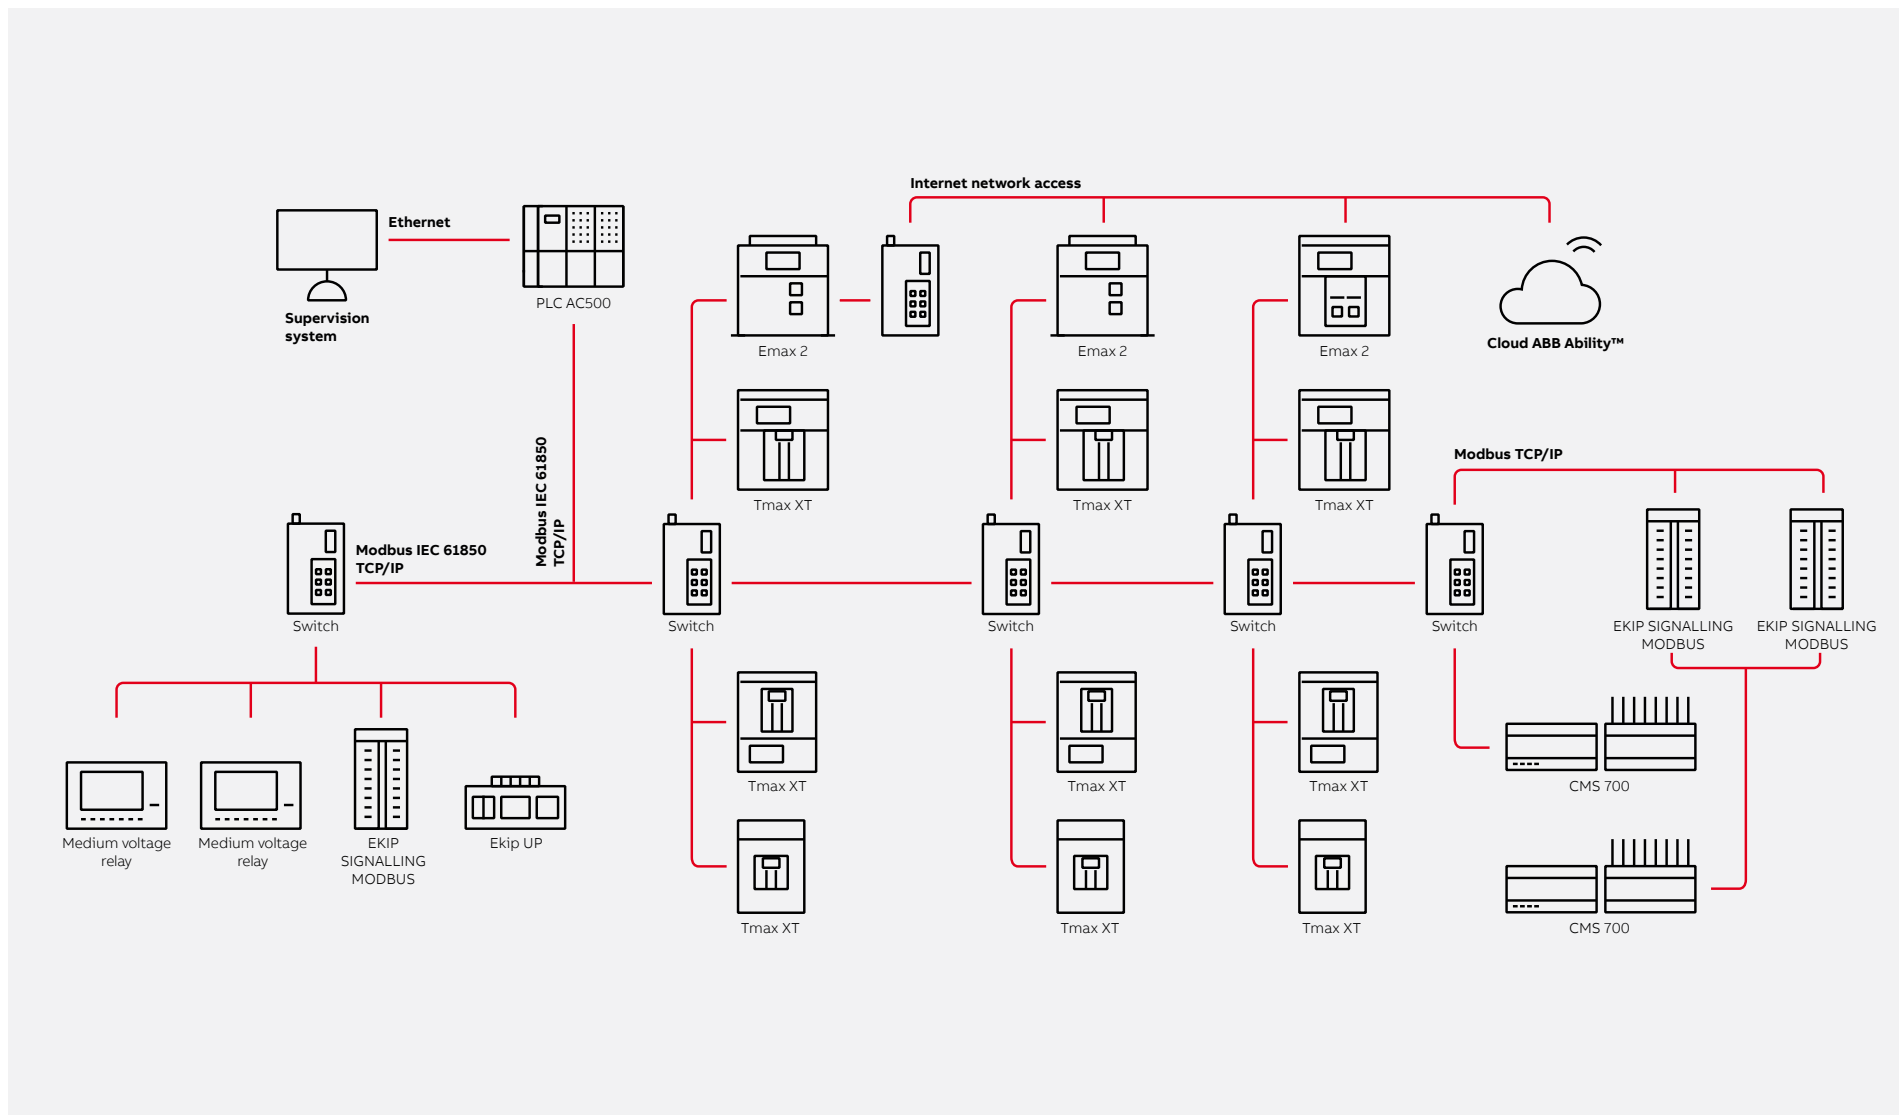 Internet network access
Ethernet
Supervision
system
PLC AC500
Emax 2
Emax 2
Emax 2
Cloud ABB Ability™
Modbus IEC 61850
TCP/IP
Tmax XT
Tmax XT
Tmax XT
Modbus TCP/IP
Modbus IEC 61850
TCP/IP
Switch
Switch
Switch
Switch
Switch
EKIP SIGNALLING
MODBUS
EKIP SIGNALLING
MODBUS
Tmax XT
Tmax XT
Tmax XT
CMS 700
Medium voltage
relay
Medium voltage
relay
EKIP
SIGNALLING
MODBUS
Ekip UP
Tmax XT
Tmax XT
Tmax XT
CMS 700